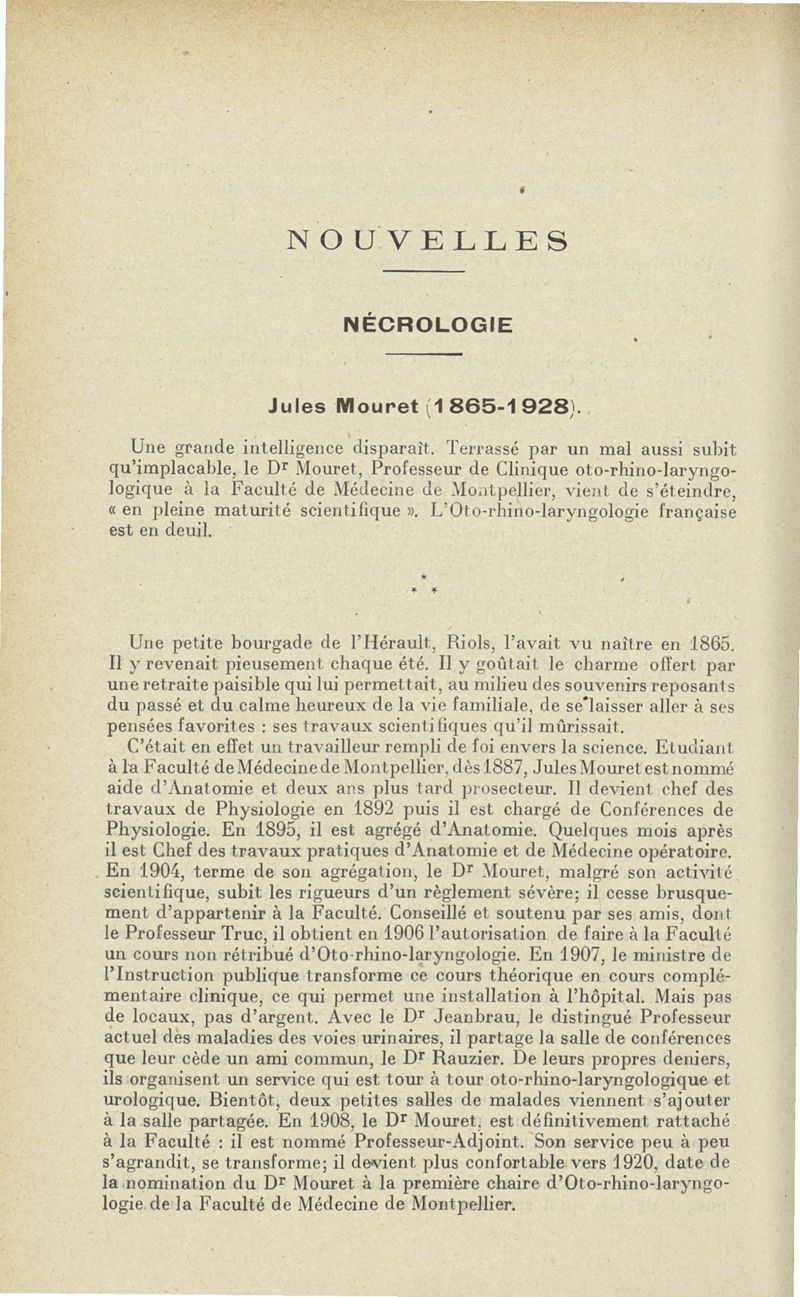 NOUVELLES
NÉCROLOGIE
Jules Mouret (1865-1928).
Une grande intelligence disparaît. Terrassé par un mal aussi subit
qu'implacable, le Dr Mouret, Professeur de Clinique oto-rhino-laryngo-
logique à la Faculté de Médecine de Montpellier, vient de s'éteindre,
« en pleine maturité scientifique ». L'Oto-rhino-laryngologie française
est en deuil.
*
* *
Une petite bourgade de l'Hérault, Riols, l'avait vu naître en 1865.
Il y revenait pieusement chaque été. Il y goûtait le charme offert par
une retraite paisible qui lui permettait, au milieu des souvenirs reposants
du passé et du calme heureux de la vie familiale, de se laisser aller à ses
pensées favorites : ses travaux scientifiques qu'il mûrissait.
C'était en effet un travailleur rempli de foi envers la science. Etudiant
à la Faculté de Médecine de Montpellier, dès 1887, Jules Mouret est nommé
aide d'Anatomie et deux ans plus tard prosecteur. Il devient chef des
travaux de Physiologie en 1892 puis il est chargé de Conférences de
Physiologie. En 1895, il est agrégé d'Anatomie. Quelques mois après
il est Chef des travaux pratiques d'Anatomie et de Médecine opératoire.
En 1904, terme de son agrégation, le Dr Mouret, malgré son activité
scientifique, subit les rigueurs d'un règlement sévère; il cesse brusque-
ment d'appartenir à la Faculté. Conseillé et soutenu par ses amis, dont
le Professeur Truc, il obtient en 1906 l'autorisation de faire à la Faculté
un cours non rétribué d'Oto-rhino-laryngologie. En 1907, le ministre de
l'Instruction publique transforme ce cours théorique en cours complé-
mentaire clinique, ce qui permet une installation à l'hôpital. Mais pas
de locaux, pas d'argent. Avec le Dr Jeanbrau, le distingué Professeur
actuel des maladies des voies urinaires, il partage la salle de conférences
que leur cède un ami commun, le Dr Rauzier. De leurs propres deniers,
ils organisent un service qui est tour à tour oto-rhino-laryngologique et
urologique. Bientôt, deux petites salles de malades viennent s'ajouter
à la salle partagée. En 1908, le Dr Mouret, est définitivement rattaché
à la Faculté : il est nommé Professeur-Adjoint. Son service peu à peu
s'agrandit, se transforme; il devient plus confortable vers 1920, date de
la nomination du Dr Mouret à la première chaire d'Oto-rhino-laryngo-
logie de la Faculté de Médecine de Montpellier.